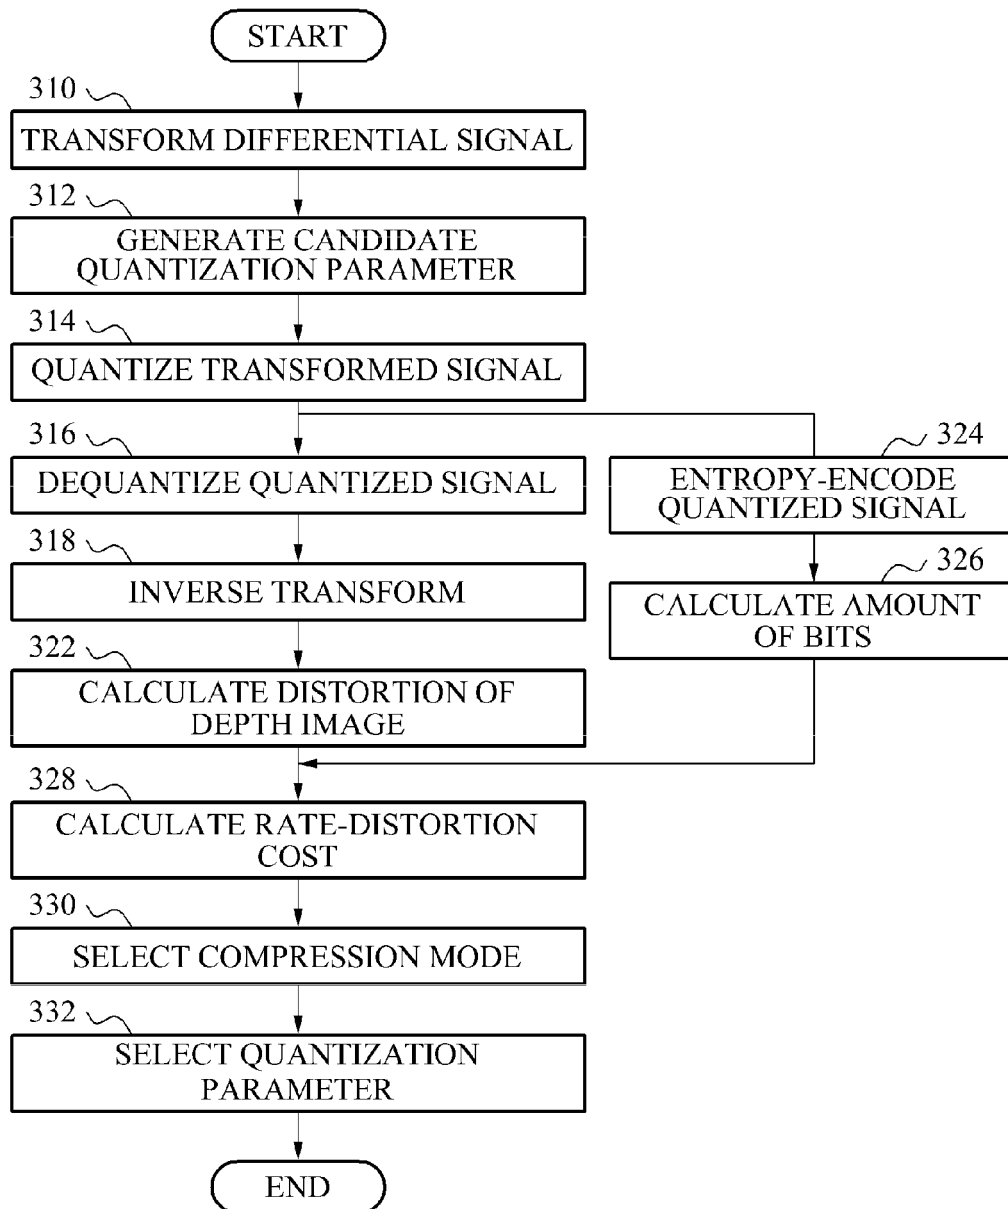 START
310
TRANSFORM DIFFERENTIAL SIGNAL
312
GENERATE CANDIDATE
QUANTIZATION PARAMETER
314
QUANTIZE TRANSFORMED SIGNAL
316
DEQUANTIZE QUANTIZED SIGNAL
318
INVERSE TRANSFORM
322
CALCULATE DISTORTION OF
DEPTH IMAGE
324
ENTROPY-ENCODE
QUANTIZED SIGNAL
326
CALCULATE AMOUNT
OF BITS
328
CALCULATE RATE-DISTORTION
COST
330
SELECT COMPRESSION MODE
332
SELECT QUANTIZATION
PARAMETER
END